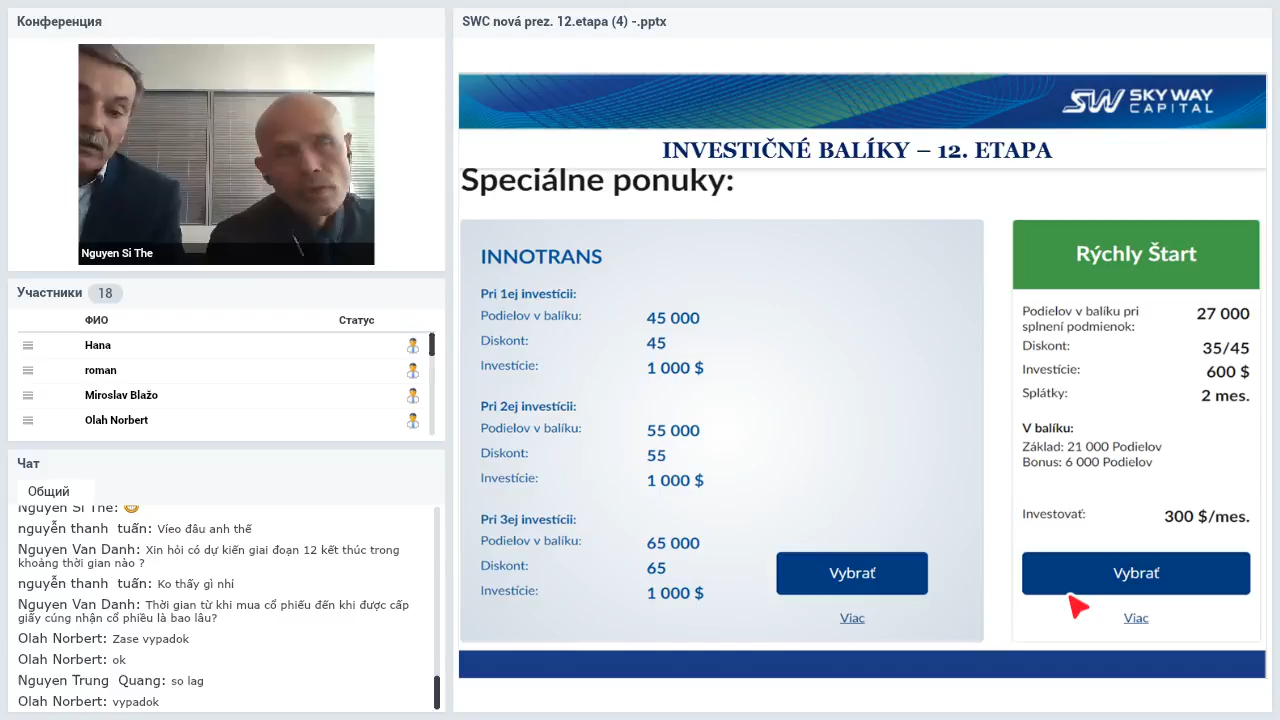 Конференция
Nguyen Si The
Участники 18
ФИО Статус
Hana
roman
Miroslav Blažo
Olah Norbert
Чат
Общий
Nguyen Si The:
nguyễn thanh tuấn: Víeo đâu anh thế
Nguyen Van Danh: Xin hỏi có dự kiến giai đoạn 12 kết thúc trong
khoảng thời gian nào ?
nguyễn thanh tuấn: Ko thấy gì nhi
Nguyen Van Danh: Thời gian từ khi mua cổ phiếu đến khi được cấp
giấy cúng nhận cổ phiều là bao lâu?
Olah Norbert: Zase vypadok
Olah Norbert: ok
Nguyen Trung Quang: so lag
Olah Norbert: vypadok
SWC nová prez. 12.etapa (4) -.pptx
SW SKY WAY
CAPITAL
INVESTIČNÉ BALÍKY – 12. ETAPA
Speciálne ponuky:
INNOTRANS
Pri 1ej investícii:
Podielov v balíku: 45 000
Diskont: 45
Investície: 1 000 $
Pri 2ej investícii:
Podielov v balíku: 55 000
Diskont: 55
Investície: 1 000 $
Pri 3ej investícii:
Podielov v balíku: 65 000
Diskont: 65
Investície: 1 000 $
Vybrať
Viac
Rýchly Štart
Podielov v balíku pri
splnení podmienok: 27 000
Diskont: 35/45
Investície: 600 $
Splátky: 2 mes.
V balíku:
Základ: 21 000 Podielov
Bonus: 6 000 Podielov
Investovať: 300 $/mes.
Vybrať
Viac